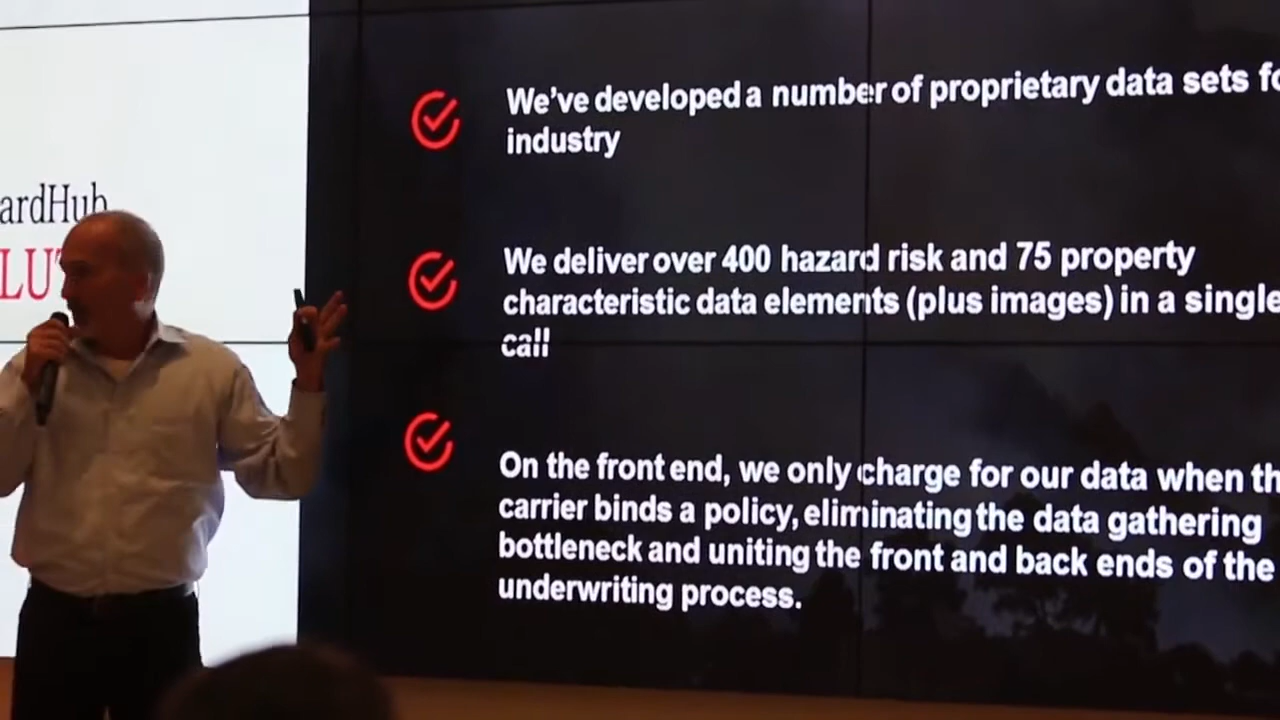 ardHub
LUT
We've developed a number of proprietary data sets fo
industry
We deliver over 400 hazard risk and 75 property
characteristic data elements (plus images) in a single
call
On the front end, we only charge for our data when th
carrier binds a policy, eliminating the data gathering
bottleneck and uniting the front and back ends of the
underwriting process.